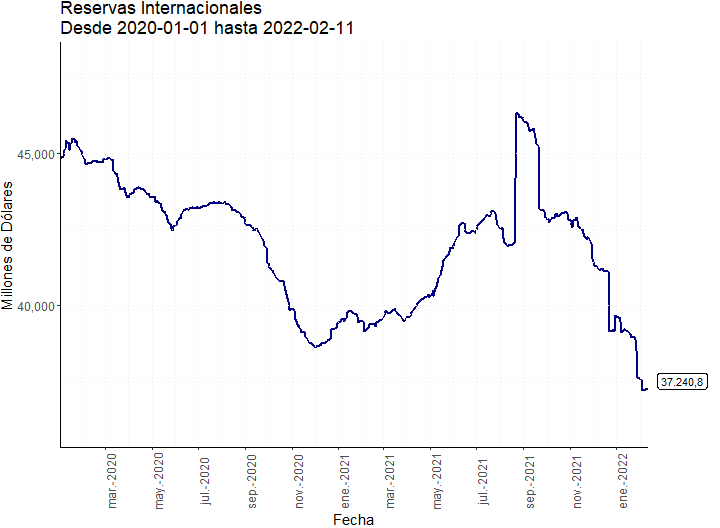 Reservas Internacionales
Desde 2020-01-01 hasta 2022-02-11
Millones de Dólares
45,000
40,000
37.240,8
mar.-2020
may.-2020
jul.-2020
sep.-2020
nov.-2020
ene.-2021
mar.-2021
may.-2021
jul.-2021
sep.-2021
nov.-2021
ene.-2022
Fecha